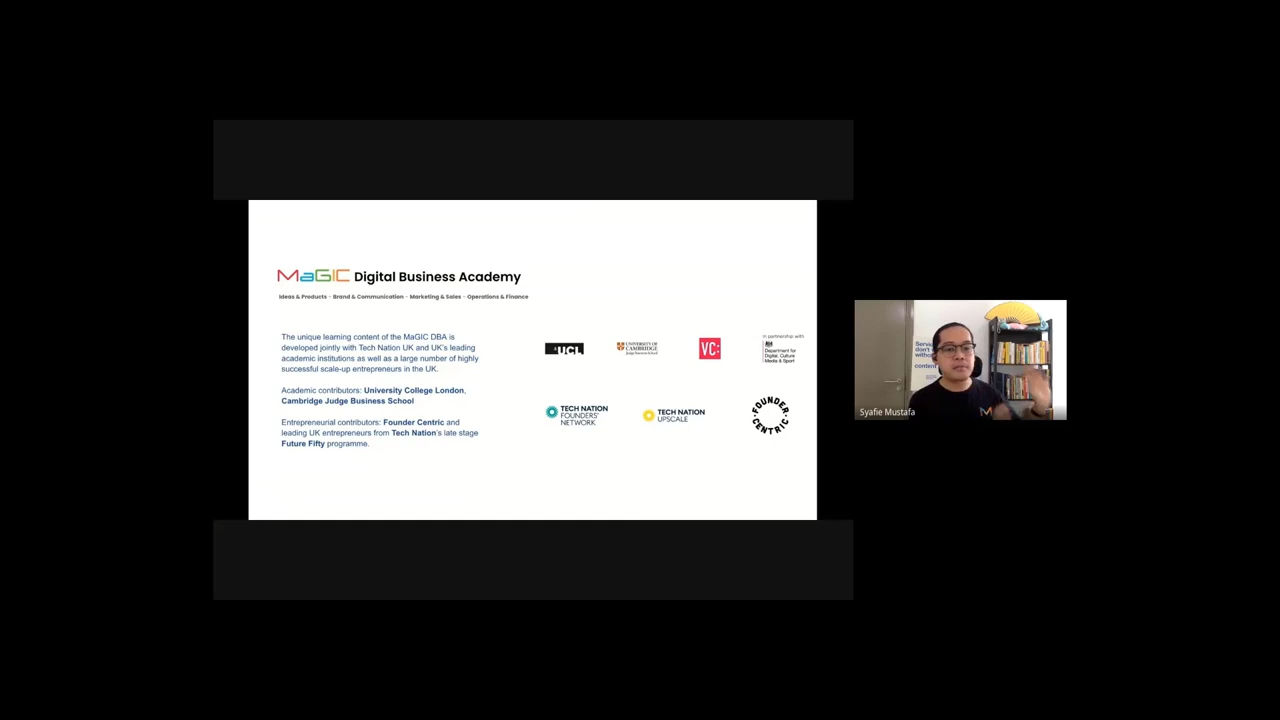 MaGIC Digital Business Academy
Ideas & Products - Brand & Communication - Marketing & Sales - Operations & Finance
The unique learning content of the MaGIC DBA is
developed jointly with Tech Nation UK and UK's leading
academic institutions as well as a large number of highly
successful scale-up entrepreneurs in the UK.
Academic contributors: University College London,
Cambridge Judge Business School
Entrepreneurial contributors: Founder Centric and
leading UK entrepreneurs from Tech Nation's late stage
Future Fifty programme.
UCL
UNIVERSITY OF
CAMBRIDGE
Judge Business School
VC:
in partnership with
Department for
Digital, Culture
Media & Sport
TECH NATION
FOUNDERS'
NETWORK
TECH NATION
UPSCALE
FOUNDER
CENTRIC
content
Syafie Mustafa